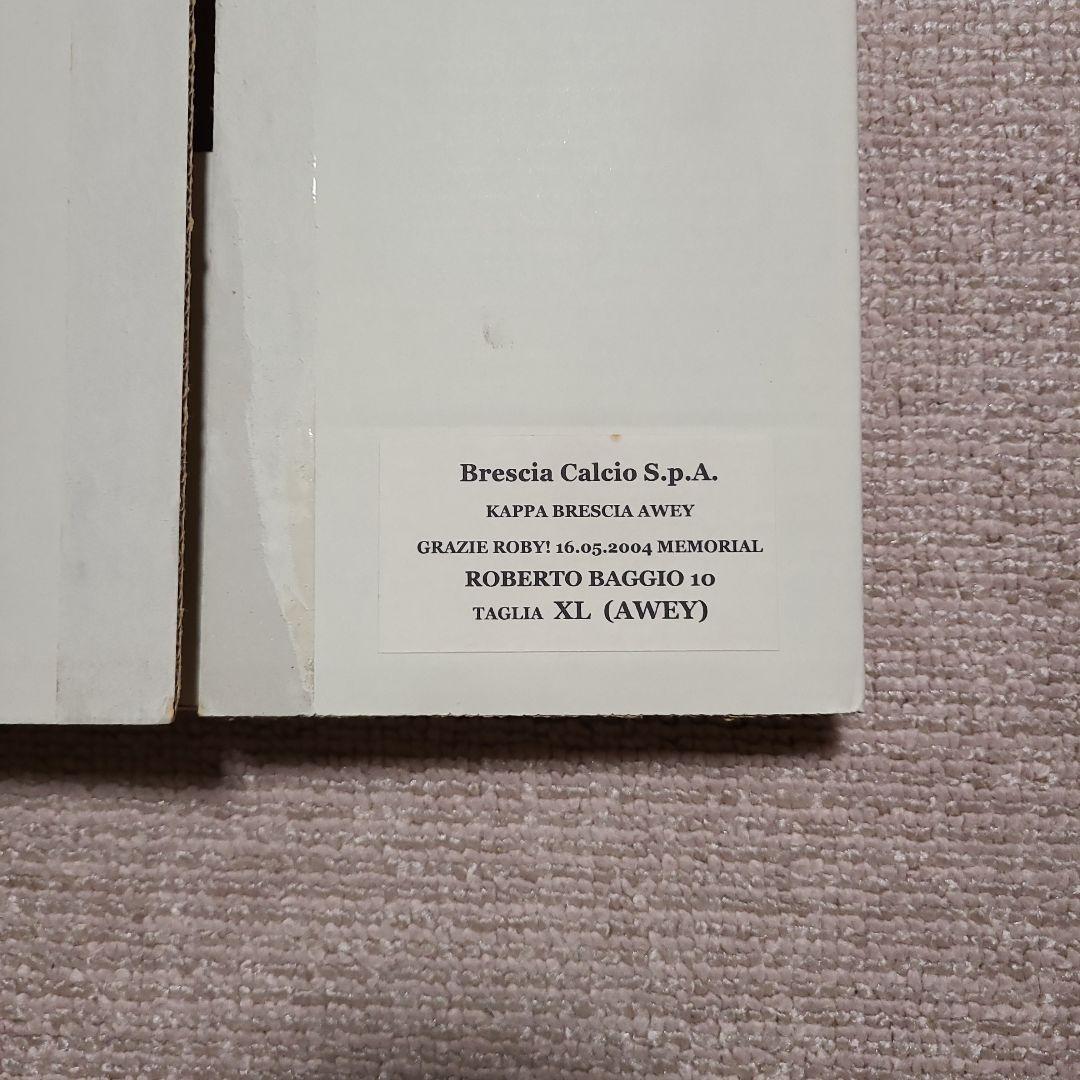 Brescia Calcio S.p.A.
KAPPA BRESCIA AWEY
GRAZIE ROBY! 16.05.2004 MEMORIAL
ROBERTO BAGGIO 10
TAGLIA XL (AWEY)